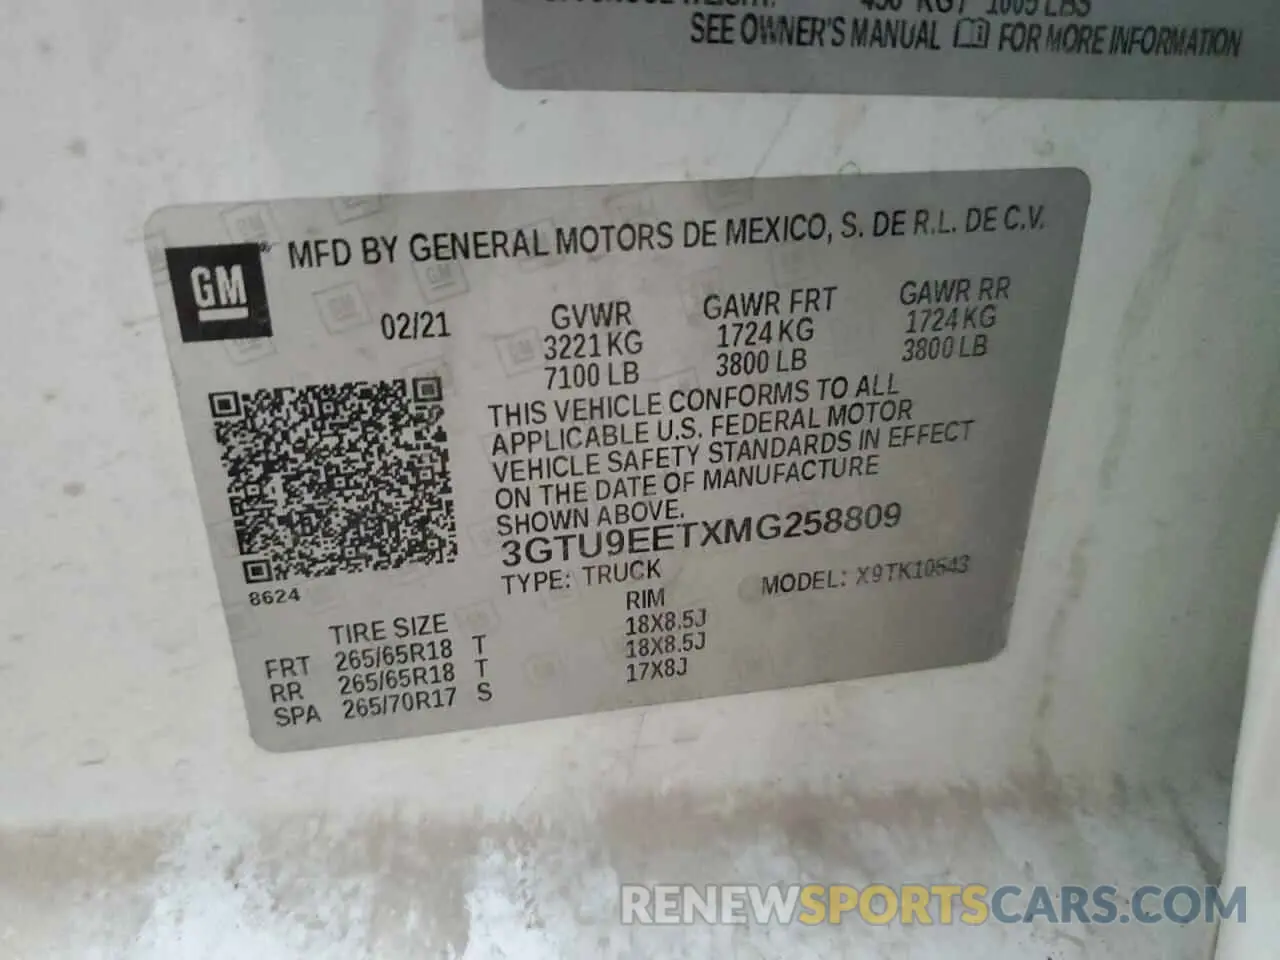 450 KG / 1005 LBS
SEE OWNER'S MANUAL FOR MORE INFORMATION
GM
MFD BY GENERAL MOTORS DE MEXICO, S. DE R.L. DE C.V.
02/21 GVWR GAWR FRT GAWR RR
3221 KG 1724 KG 1724 KG
7100 LB 3800 LB 3800 LB
THIS VEHICLE CONFORMS TO ALL
APPLICABLE U.S. FEDERAL MOTOR
VEHICLE SAFETY STANDARDS IN EFFECT
ON THE DATE OF MANUFACTURE
SHOWN ABOVE.
3GTU9EETXMG258809
8624
TYPE: TRUCK MODEL: X9TK10543
TIRE SIZE RIM
FRT 265/65R18 T 18X8.5J
RR 265/65R18 T 18X8.5J
SPA 265/70R17 S 17X8J
RENEWSPORTSCARS.COM